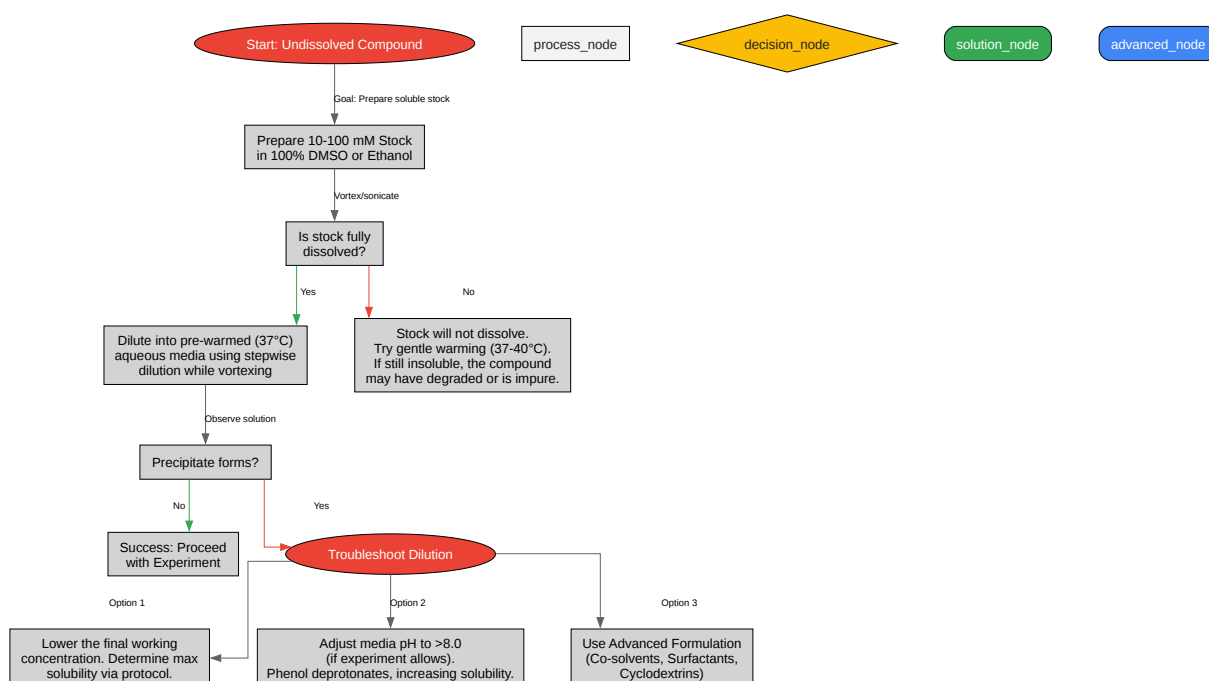 Start: Undissolved Compound
process_node
decision_node
solution_node
advanced_node
Goal: Prepare soluble stock
Prepare 10-100 mM Stock
in 100% DMSO or Ethanol
Vortex/sonicate
Is stock fully
dissolved?
Yes
No
Dilute into pre-warmed (37°C)
aqueous media using stepwise
dilution while vortexing
Stock will not dissolve.
Try gentle warming (37-40°C).
If still insoluble, the compound
may have degraded or is impure.
Observe solution
Precipitate forms?
No
Yes
Success: Proceed
with Experiment
Troubleshoot Dilution
Option 1
Option 2
Option 3
Lower the final working
concentration. Determine max
solubility via protocol.
Adjust media pH to >8.0
(if experiment allows).
Phenol deprotonates, increasing solubility.
Use Advanced Formulation
(Co-solvents, Surfactants,
Cyclodextrins)